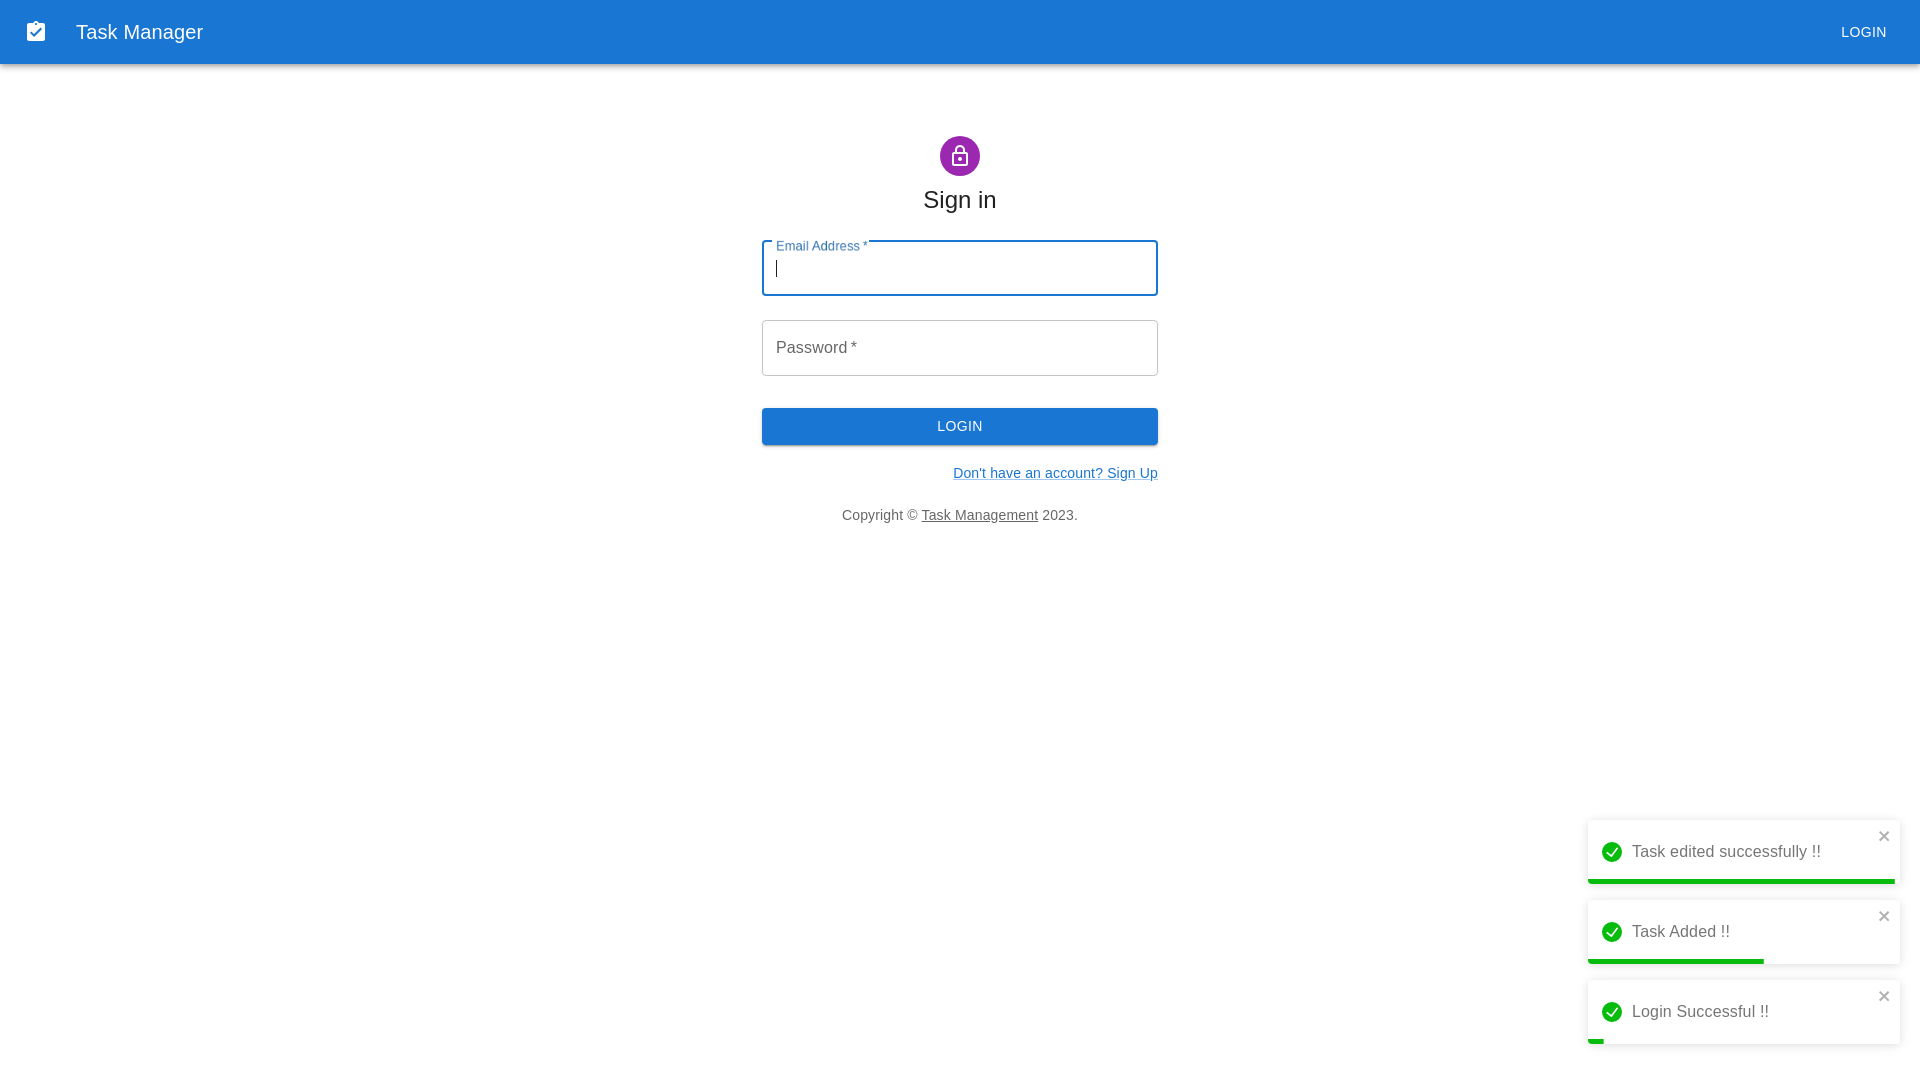 Task Manager
LOGIN
Sign in
Email Address *
Password *
LOGIN
Don't have an account? Sign Up
Copyright © Task Management 2023.
Task edited successfully !!
Task Added !!
Login Successful !!